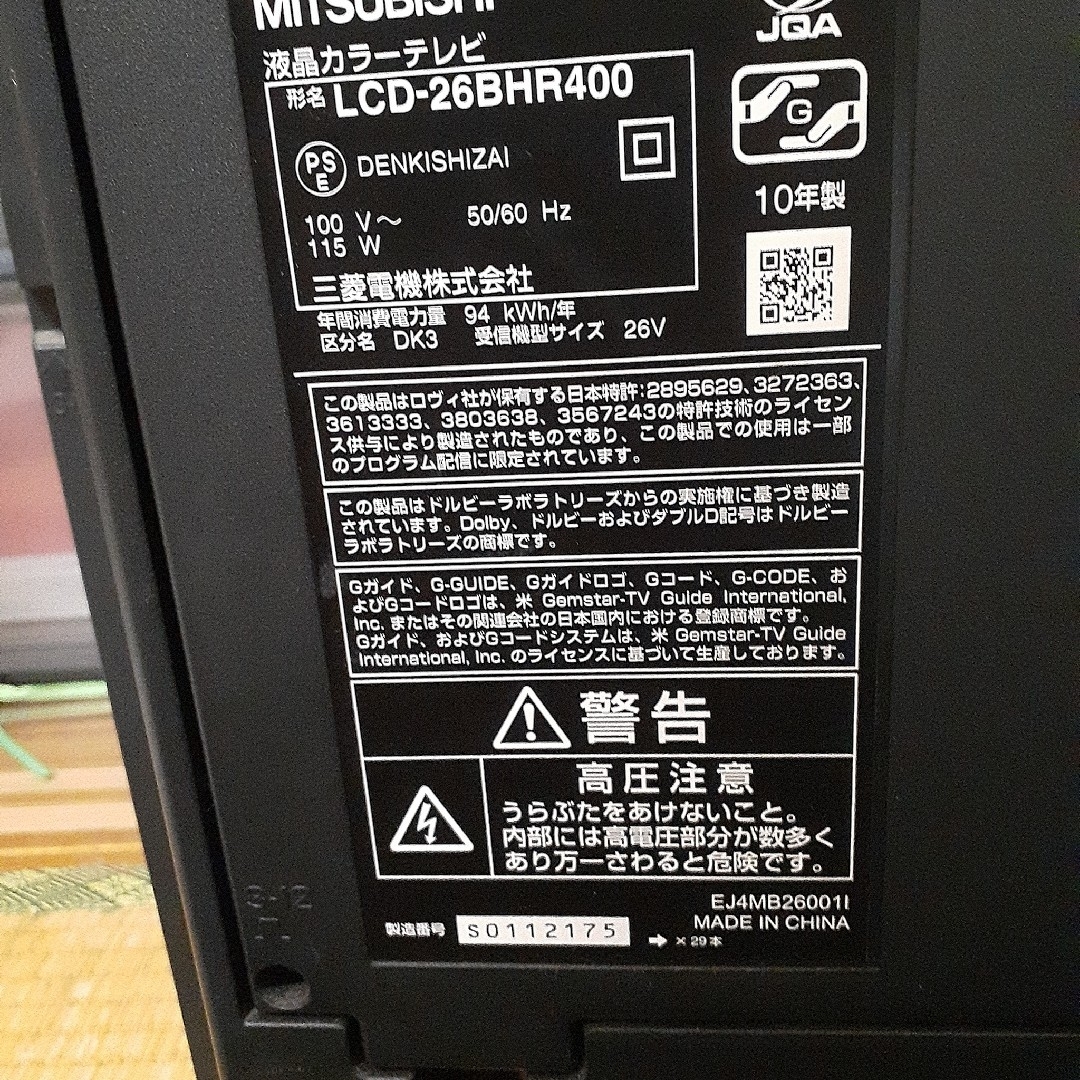 MITSUBISHI
JQA
液晶カラーテレビ
形名 LCD-26BHR400
G
PS
E
DENKISHIZAI
10年製
100 V～ 50/60 Hz
115 W
三菱電機株式会社
年間消費電力量 94 kWh/年
区分名 DK3 受信機型サイズ 26V
この製品はロヴィ社が保有する日本特許:2895629、3272363、
3613333、3803638、3567243の特許技術のライセン
ス供与により製造されたものであり、この製品での使用は一部
のプログラム配信に限定されています。
この製品はドルビーラボラトリーズからの実施権に基づき製造
されています。Dolby、ドルビーおよびダブルD記号はドルビー
ラボラトリーズの商標です。
Gガイド、G-GUIDE、Gガイドロゴ、Gコード、G-CODE、お
よびGコードロゴは、米 Gemstar-TV Guide International,
Inc. またはその関連会社の日本国内における登録商標です。
Gガイド、およびGコードシステムは、米 Gemstar-TV Guide
International, Inc. のライセンスに基づいて生産しております。
警告
高圧注意
うらぶたをあけないこと。
内部には高電圧部分が数多く
あり万一さわると危険です。
EJ4MB26001I
MADE IN CHINA
製造番号 S0112175 ➡ ×29本
3-12